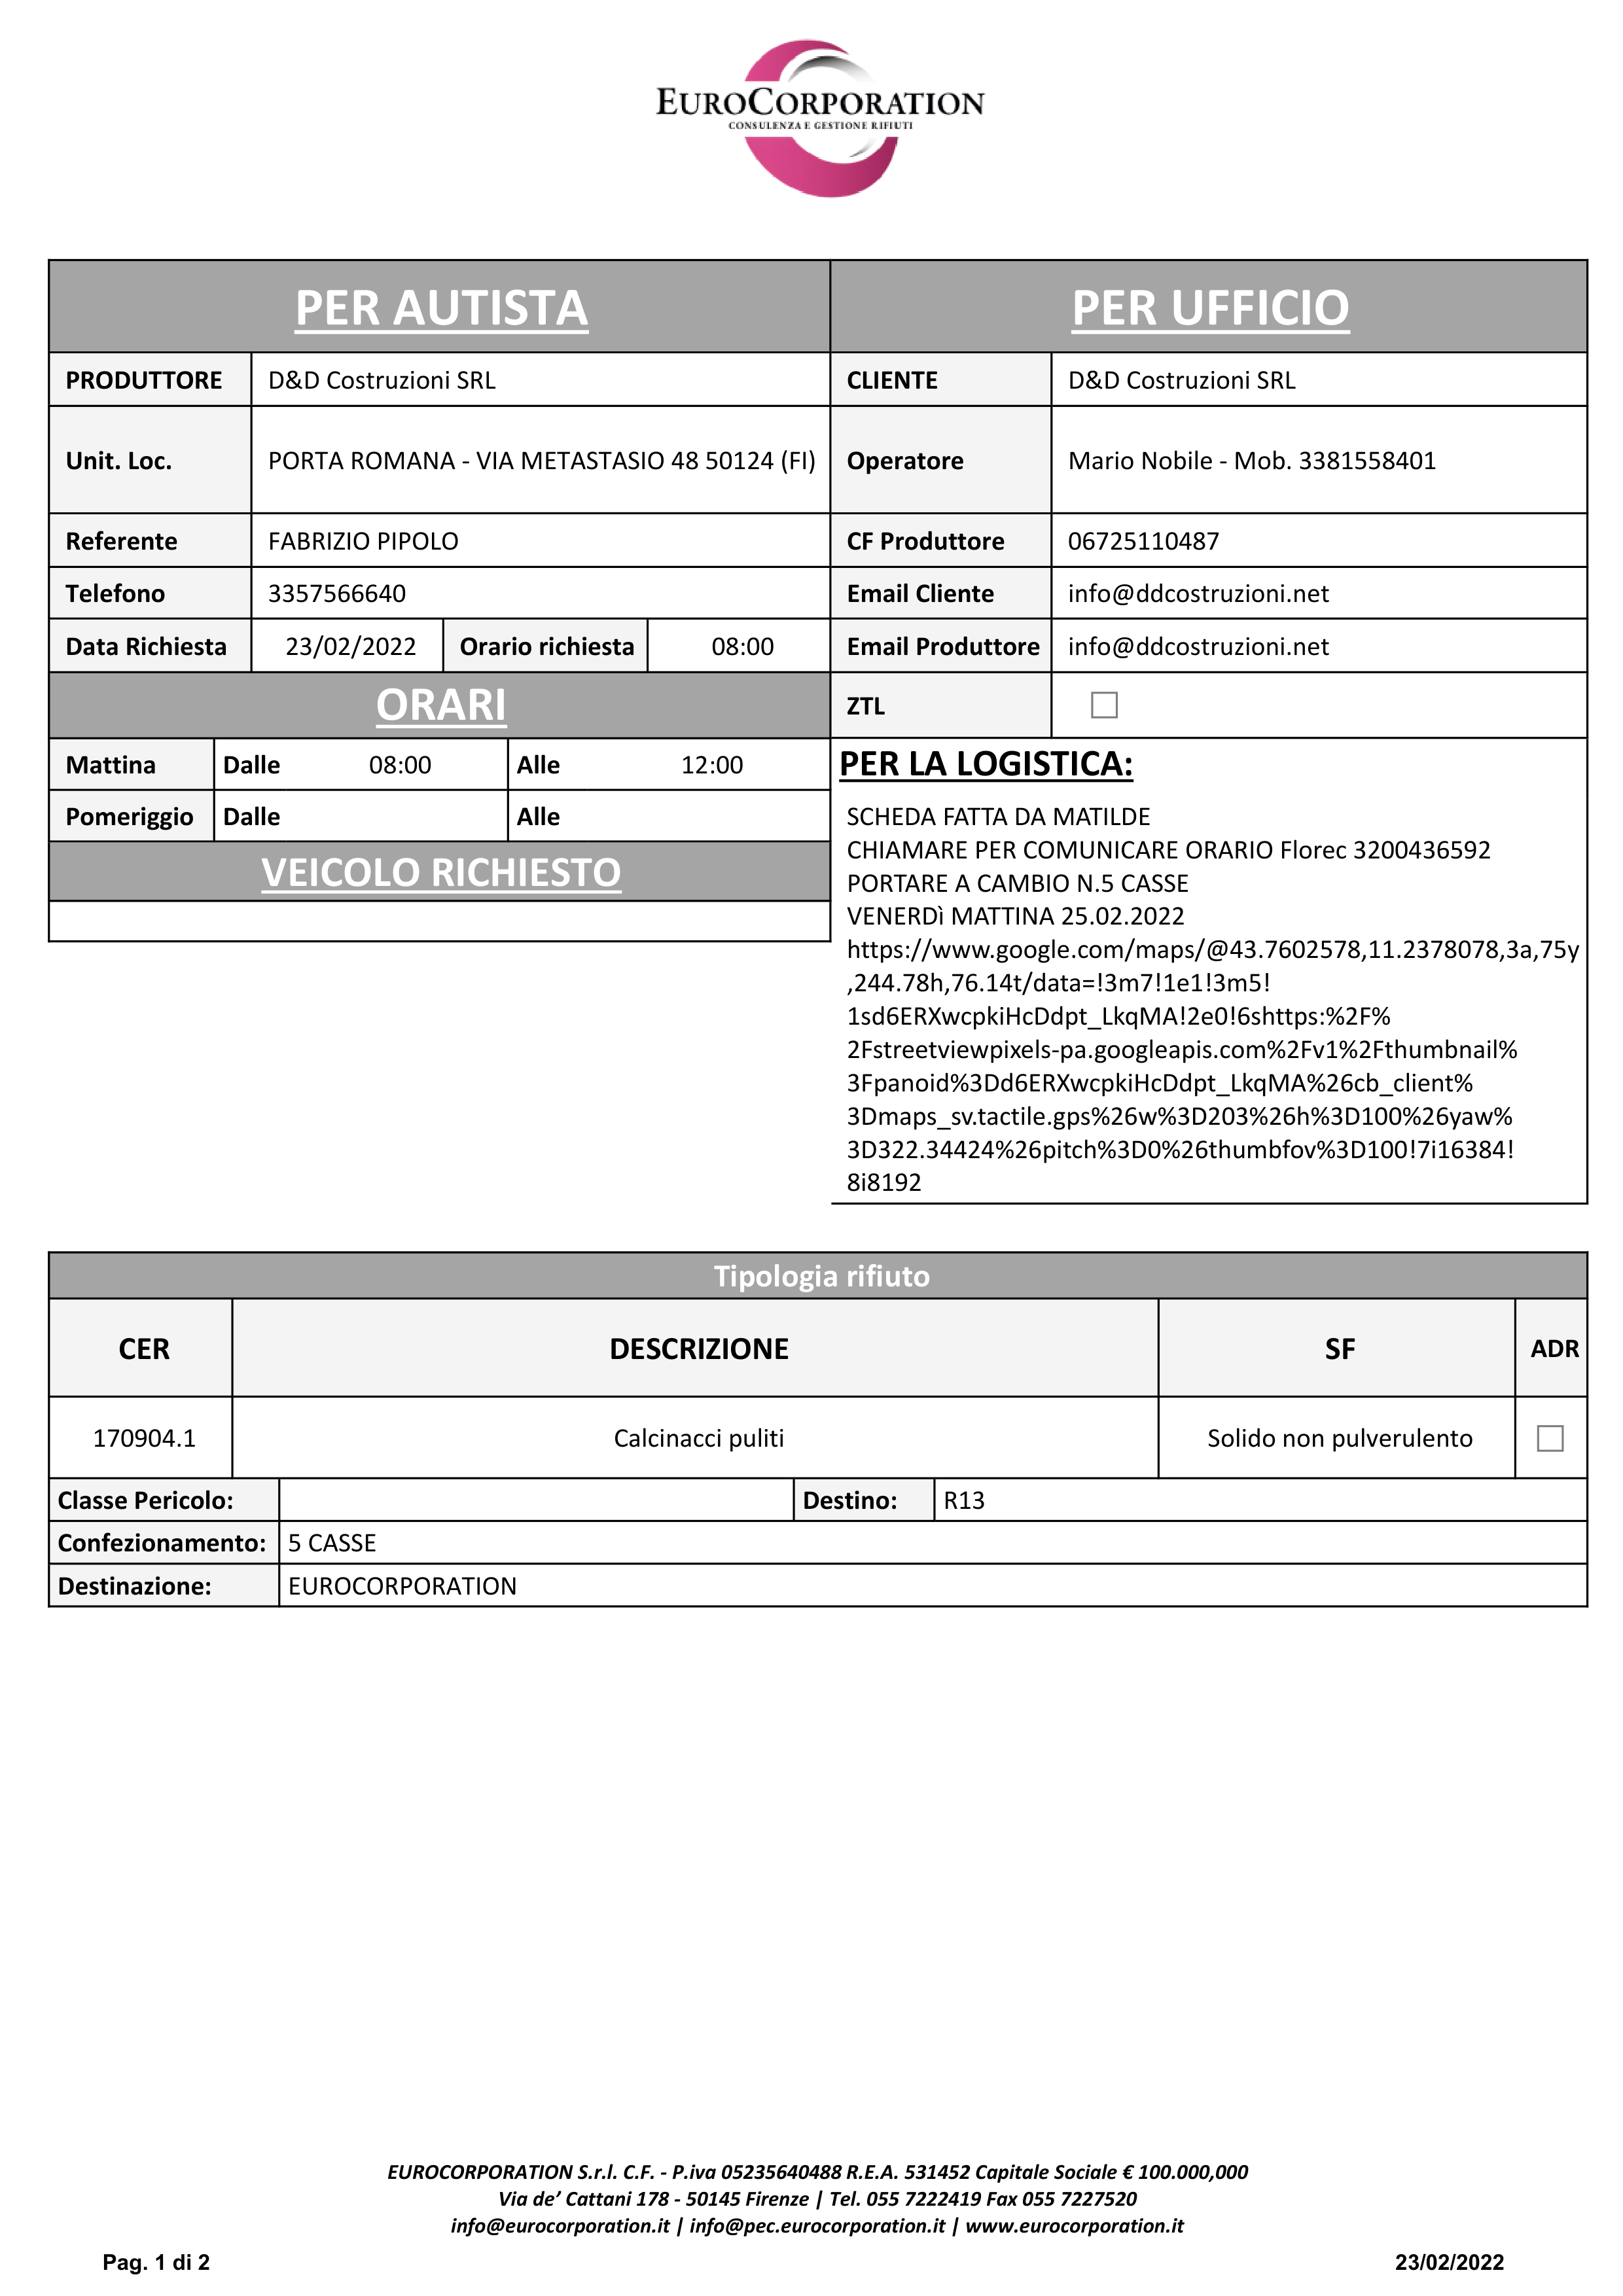 EUROCORPORATION
CONSULENZA E GESTIONE RIFIUTI
PER AUTISTA
PRODUTTORE D&D Costruzioni SRL
Unit. Loc. PORTA ROMANA - VIA METASTASIO 48 50124 (FI)
Referente FABRIZIO PIPOLO
Telefono 3357566640
Data Richiesta 23/02/2022 Orario richiesta 08:00
ORARI
Mattina Dalle 08:00 Alle 12:00
Pomeriggio Dalle Alle
VEICOLO RICHIESTO
PER UFFICIO
CLIENTE D&D Costruzioni SRL
Operatore Mario Nobile - Mob. 3381558401
CF Produttore 06725110487
Email Cliente info@ddcostruzioni.net
Email Produttore info@ddcostruzioni.net
ZTL
PER LA LOGISTICA:
SCHEDA FATTA DA MATILDE
CHIAMARE PER COMUNICARE ORARIO Florec 3200436592
PORTARE A CAMBIO N.5 CASSE
VENERDì MATTINA 25.02.2022
https://www.google.com/maps/@43.7602578,11.2378078,3a,75y
,244.78h,76.14t/data=!3m7!1e1!3m5!
1sd6ERXwcpkiHcDdpt_LkqMA!2e0!6shttps:%2F%
2Fstreetviewpixels-pa.googleapis.com%2Fv1%2Fthumbnail%
3Fpanoid%3Dd6ERXwcpkiHcDdpt_LkqMA%26cb_client%
3Dmaps_sv.tactile.gps%26w%3D203%26h%3D100%26yaw%
3D322.34424%26pitch%3D0%26thumbfov%3D100!7i16384!
8i8192
Tipologia rifiuto
CER DESCRIZIONE SF ADR
170904.1 Calcinacci puliti Solido non pulverulento
Classe Pericolo: Destino: R13
Confezionamento: 5 CASSE
Destinazione: EUROCORPORATION
EUROCORPORATION S.r.l. C.F. - P.iva 05235640488 R.E.A. 531452 Capitale Sociale € 100.000,000
Via de’ Cattani 178 - 50145 Firenze | Tel. 055 7222419 Fax 055 7227520
info@eurocorporation.it | info@pec.eurocorporation.it | www.eurocorporation.it
Pag. 1 di 2 23/02/2022